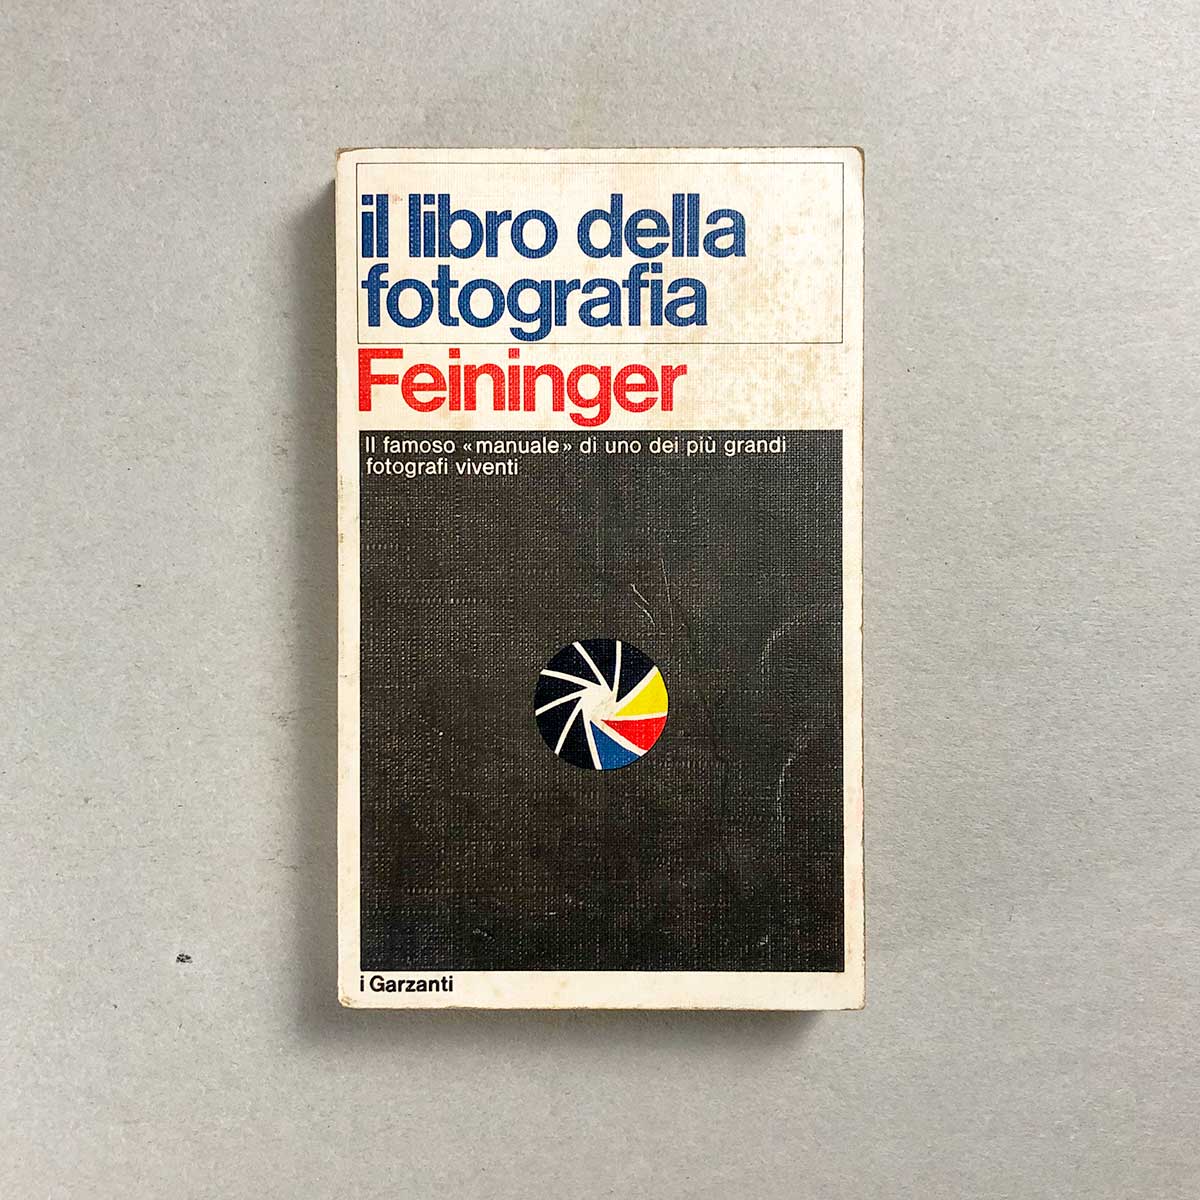 il libro della
fotografia
Feininger
Il famoso «manuale» di uno dei più grandi
fotografi viventi
i Garzanti